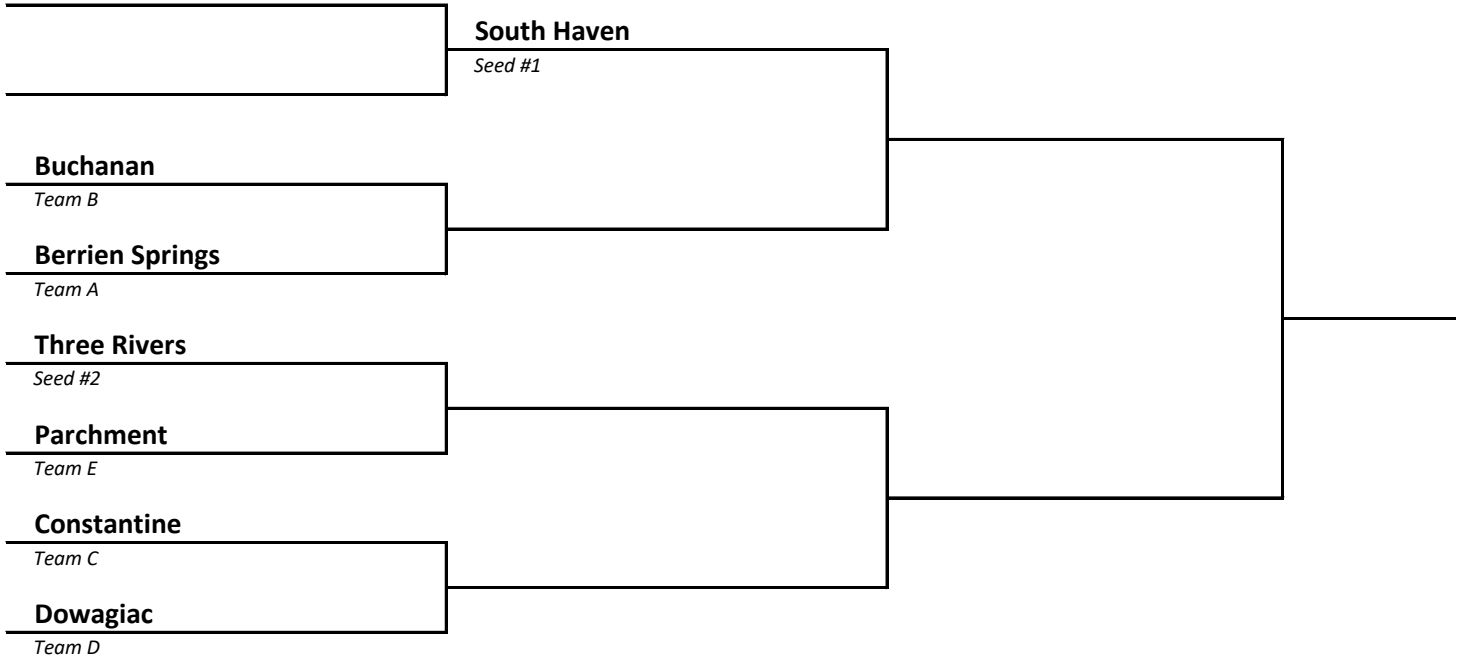 South Haven
Seed #1
Buchanan
Team B
Berrien Springs
Team A
Three Rivers
Seed #2
Parchment
Team E
Constantine
Team C
Dowagiac
Team D